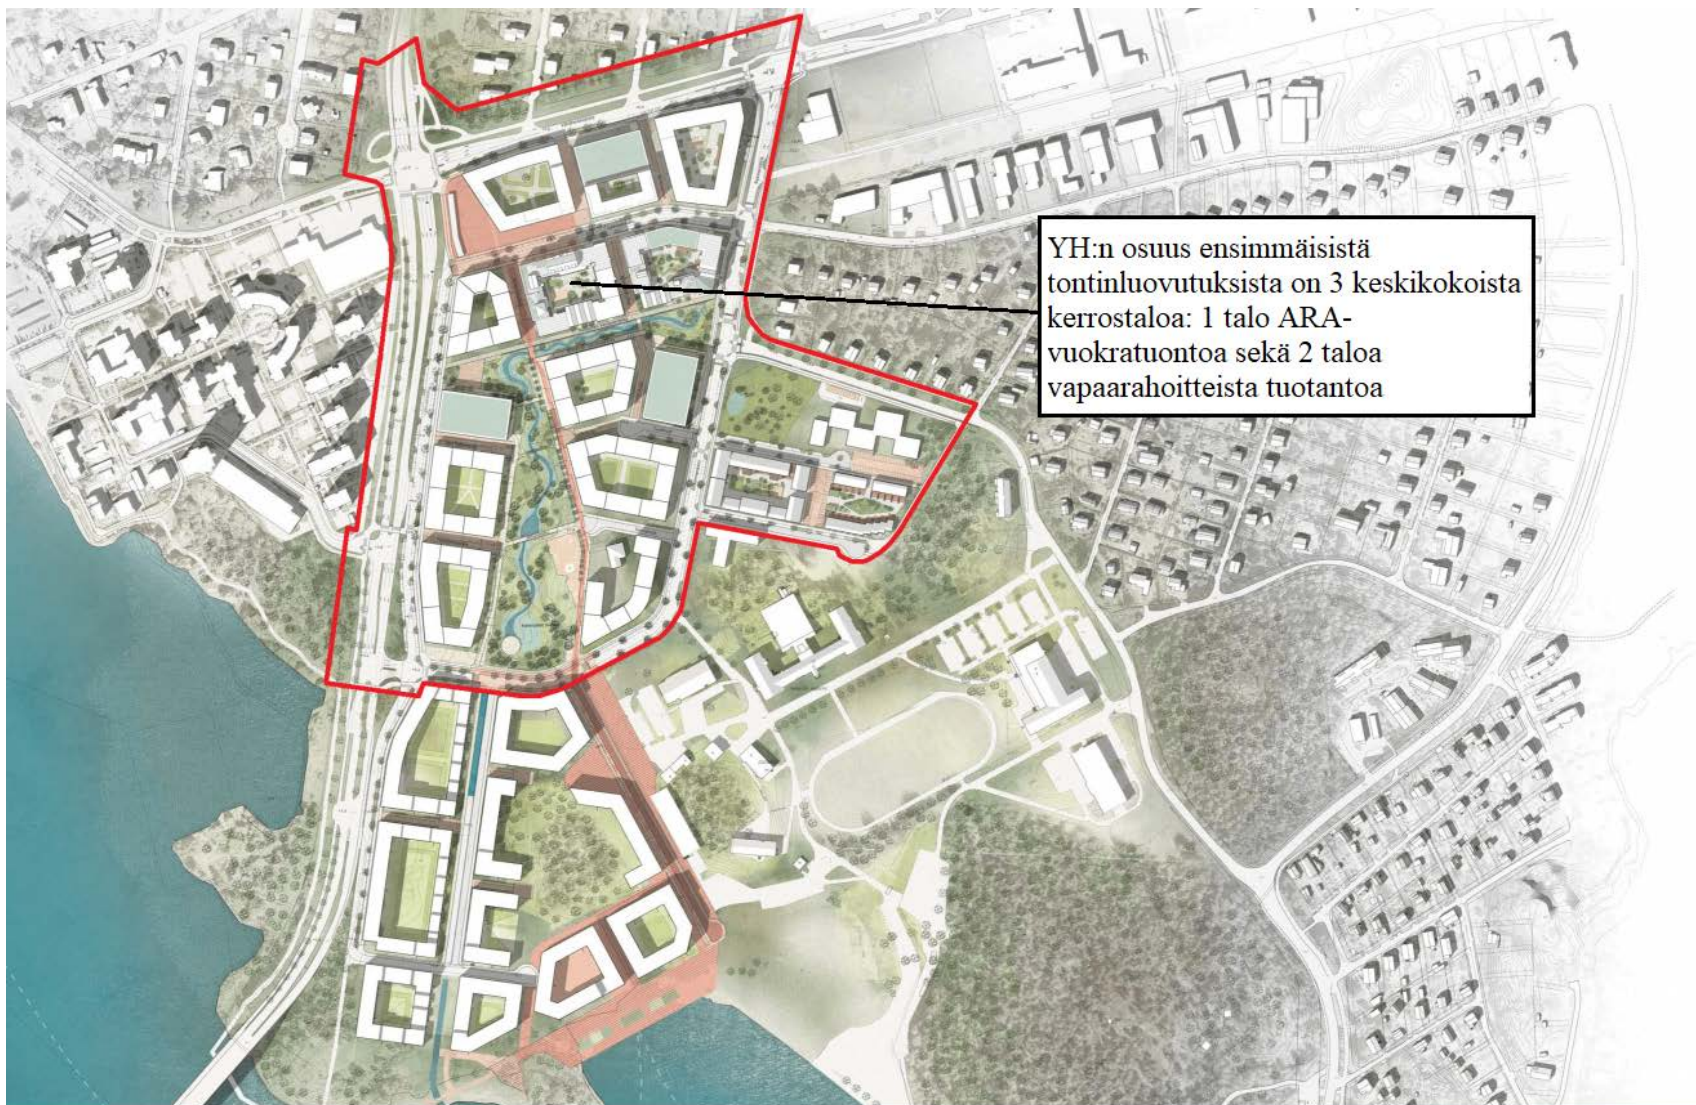 YH:n osuus ensimmäisistä
tontinluovutuksista on 3 keskikokoista
kerrostaloa: 1 talo ARA-
vuokratuontoa sekä 2 taloa
vapaarahoitteista tuotantoa